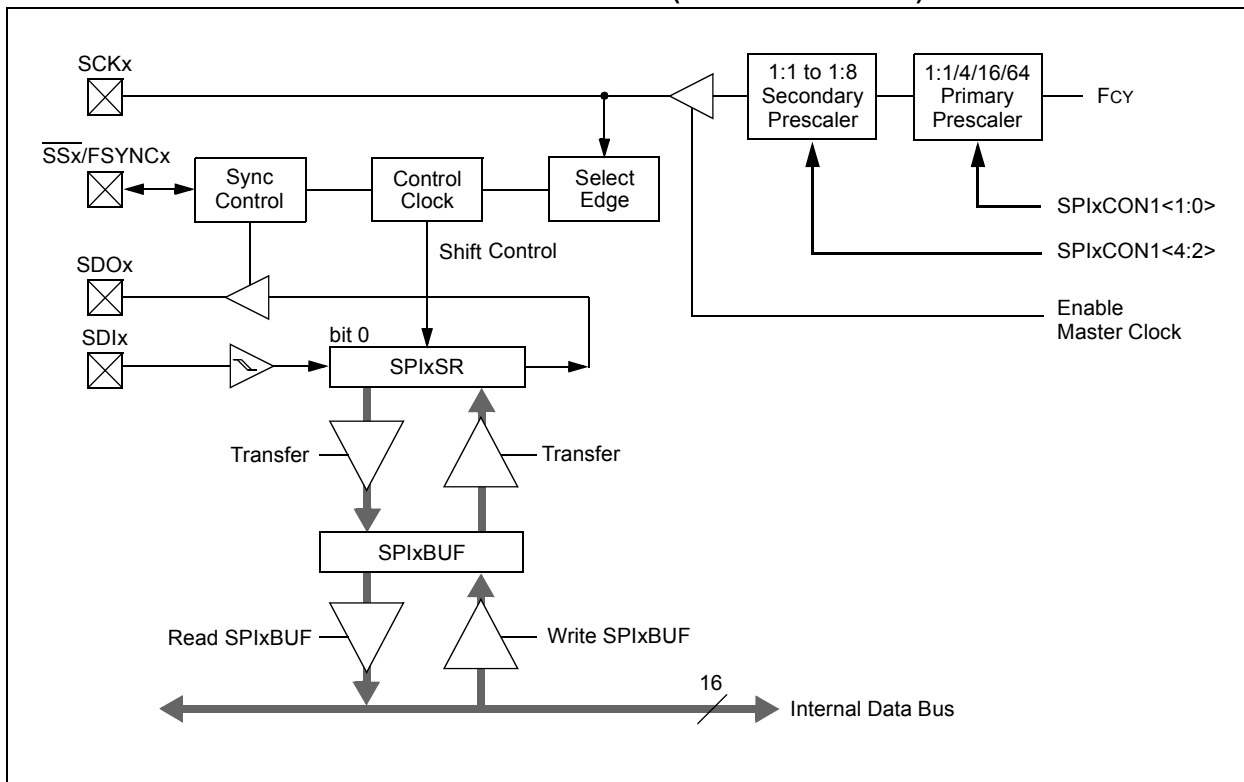 SCKx
SSx/FSYNCx
SDOx
SDIx
Sync
Control
Control
Clock
Select
Edge
1:1 to 1:8
Secondary
Prescaler
1:1/4/16/64
Primary
Prescaler
FCY
SPIxCON1<1:0>
SPIxCON1<4:2>
Enable
Master Clock
Shift Control
bit 0
SPIxSR
Transfer
Transfer
SPIxBUF
Read SPIxBUF
Write SPIxBUF
16
Internal Data Bus